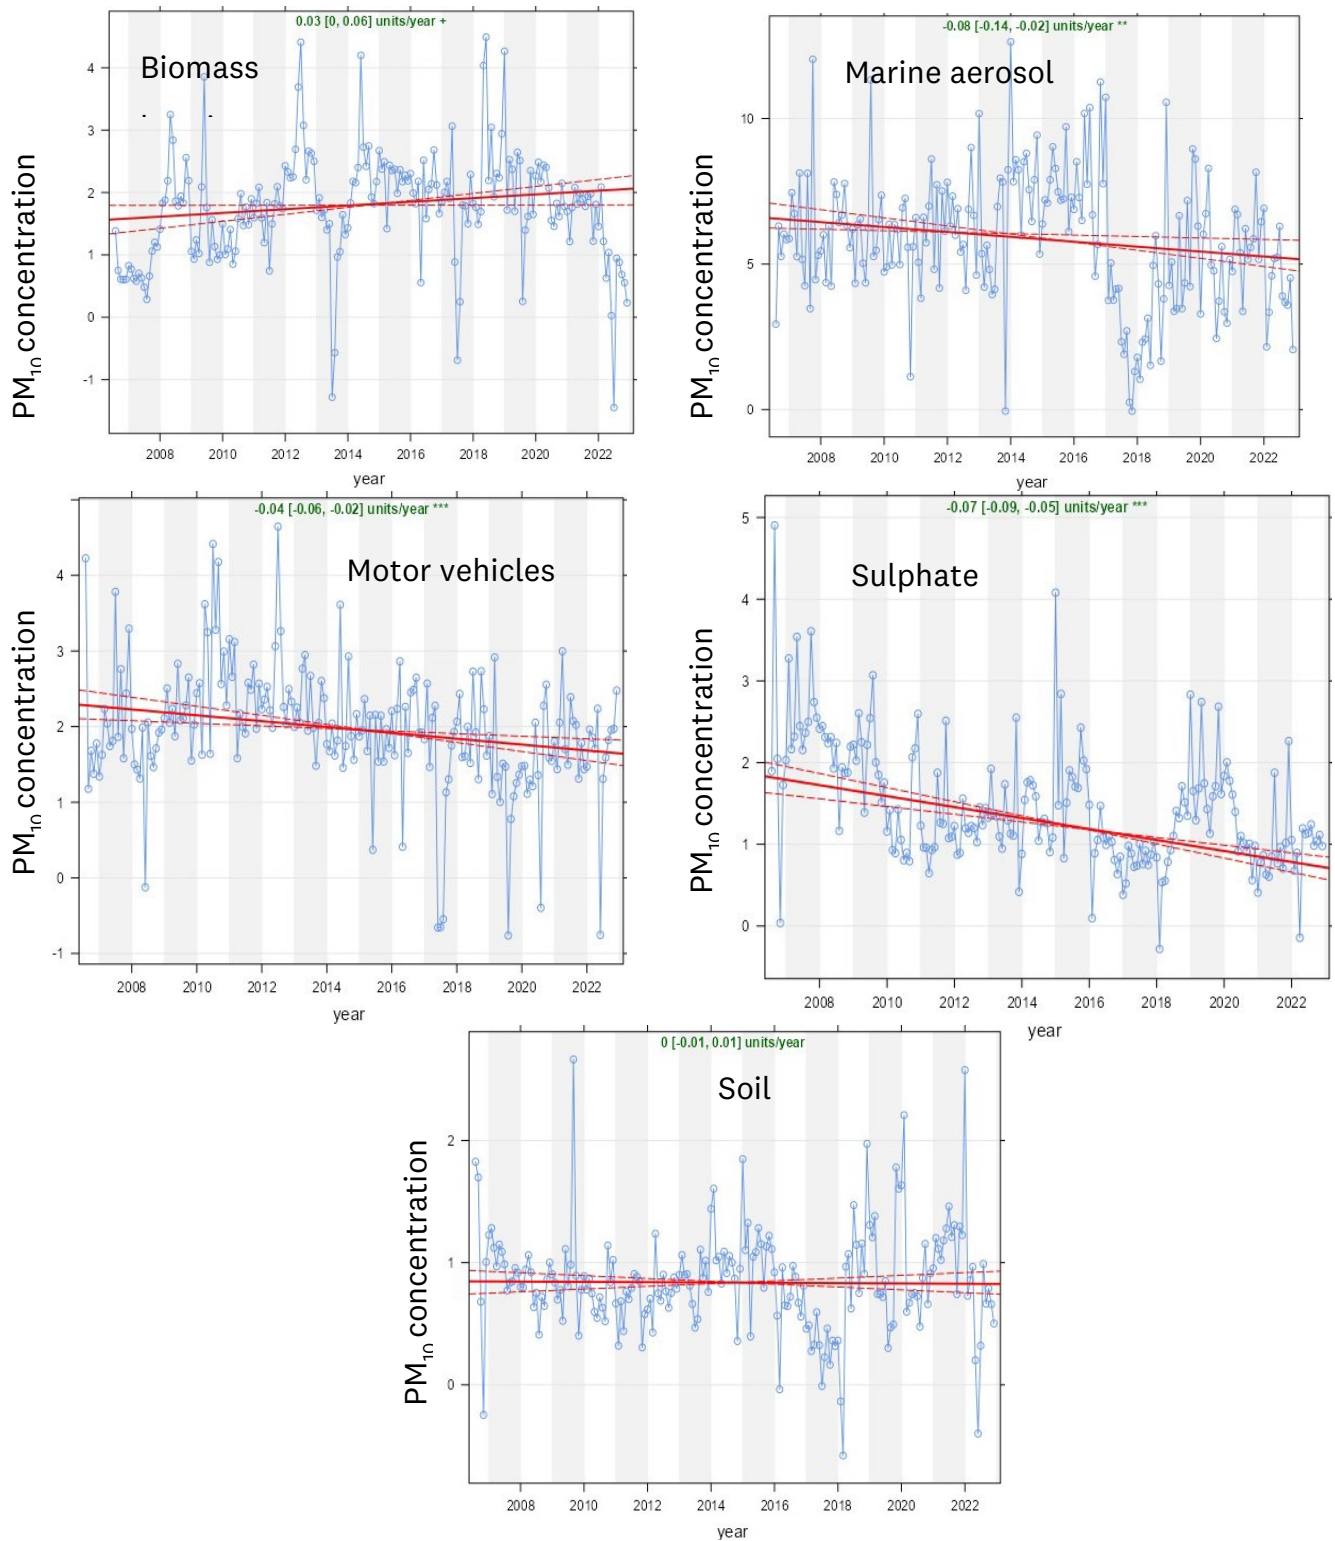 0.03 [0, 0.06] units/year +
Biomass
PM10 concentration
4
3
2
1
0
-1
2008 2010 2012 2014 2016 2018 2020 2022
year
-0.08 [-0.14, -0.02] units/year **
Marine aerosol
PM10 concentration
10
5
0
2008 2010 2012 2014 2016 2018 2020 2022
year
-0.04 [-0.06, -0.02] units/year ***
Motor vehicles
PM10 concentration
4
3
2
1
0
-1
2008 2010 2012 2014 2016 2018 2020 2022
year
-0.07 [-0.09, -0.05] units/year ***
Sulphate
PM10 concentration
5
4
3
2
1
0
2008 2010 2012 2014 2016 2018 2020 2022
year
0 [-0.01, 0.01] units/year
Soil
PM10 concentration
2
1
0
2008 2010 2012 2014 2016 2018 2020 2022
year